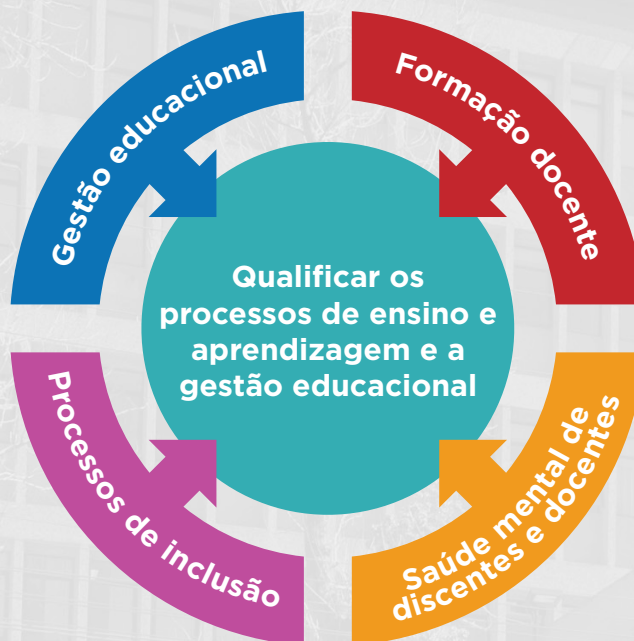 Gestão educacional
Formação docente
Qualificar os
processos de ensino e
aprendizagem e a
gestão educacional
Processos de inclusão
Saúde mental de
discentes e docentes